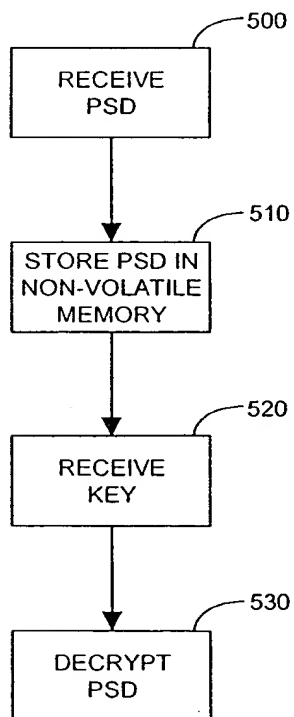 500
RECEIVE
PSD
510
STORE PSD IN
NON-VOLATILE
MEMORY
520
RECEIVE
KEY
530
DECRYPT
PSD